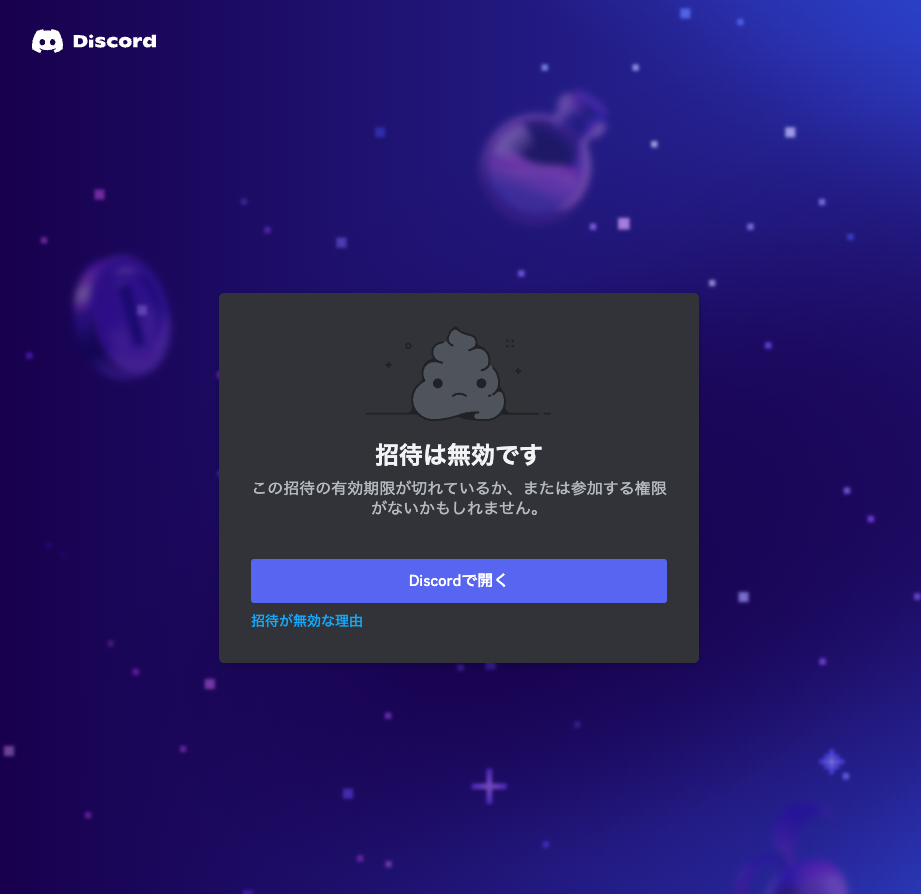 Discord
招待は無効です
この招待の有効期限が切れているか、または参加する権限
がないかもしれません。
Discordで開く
招待が無効な理由